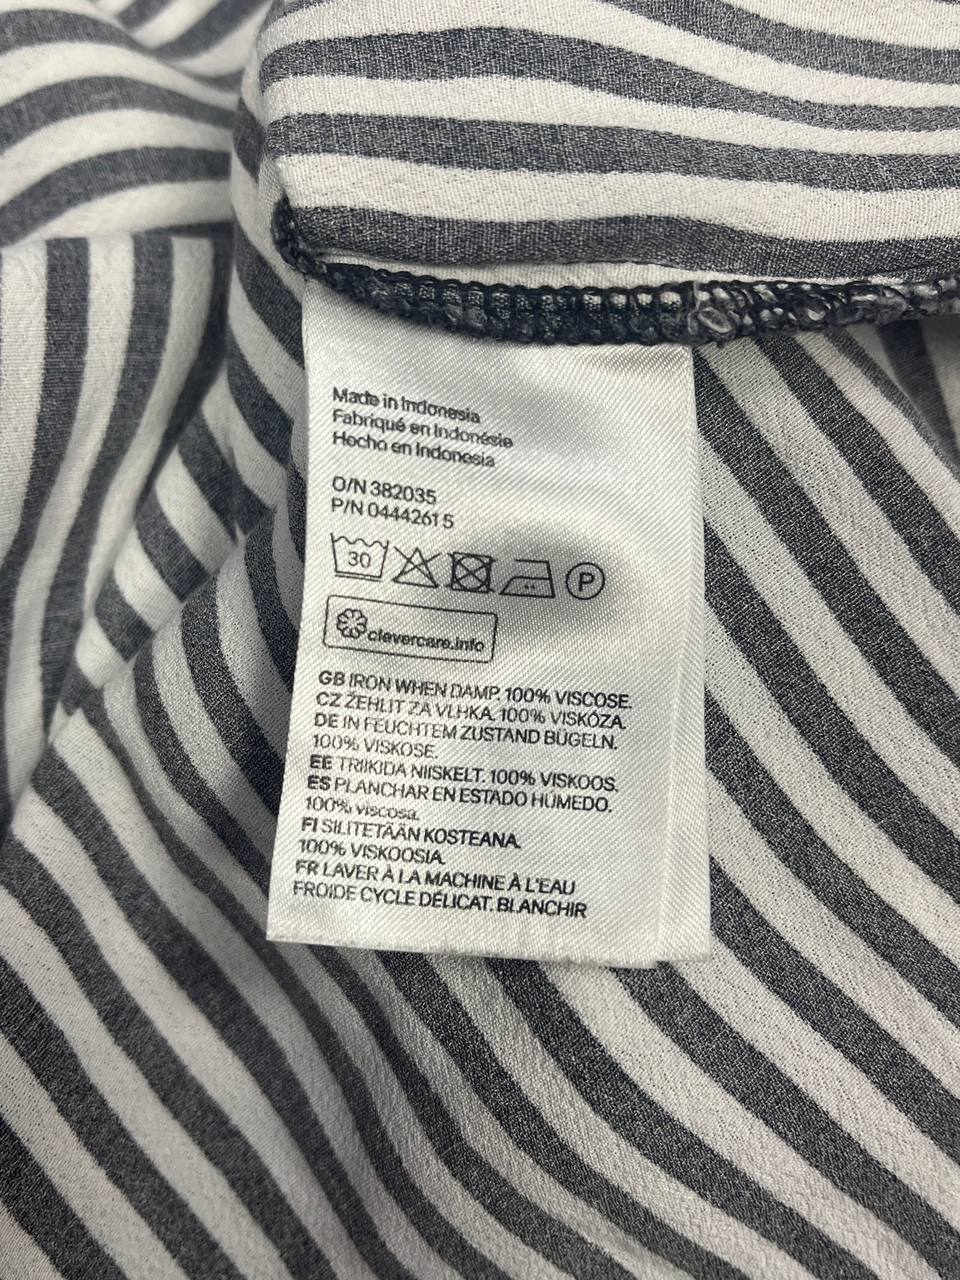 Made in Indonesia
Fabriqué en Indonésie
Hecho en Indonesia
O/N 382035
P/N 04442615
30
P
clevercare.info
GB IRON WHEN DAMP. 100% VISCOSE.
CZ ŽEHLIT ZA VLHKA. 100% VISKÓZA.
DE IN FEUCHTEM ZUSTAND BÜGELN.
100% VISKOSE.
EE TRIIKIDA NIISKELT. 100% VISKOOS.
ES PLANCHAR EN ESTADO HÚMEDO.
100% viscosa.
FI SILITETÄÄN KOSTEANA.
100% VISKOOSIA.
FR LAVER À LA MACHINE À L'EAU
FROIDE CYCLE DÉLICAT. BLANCHIR